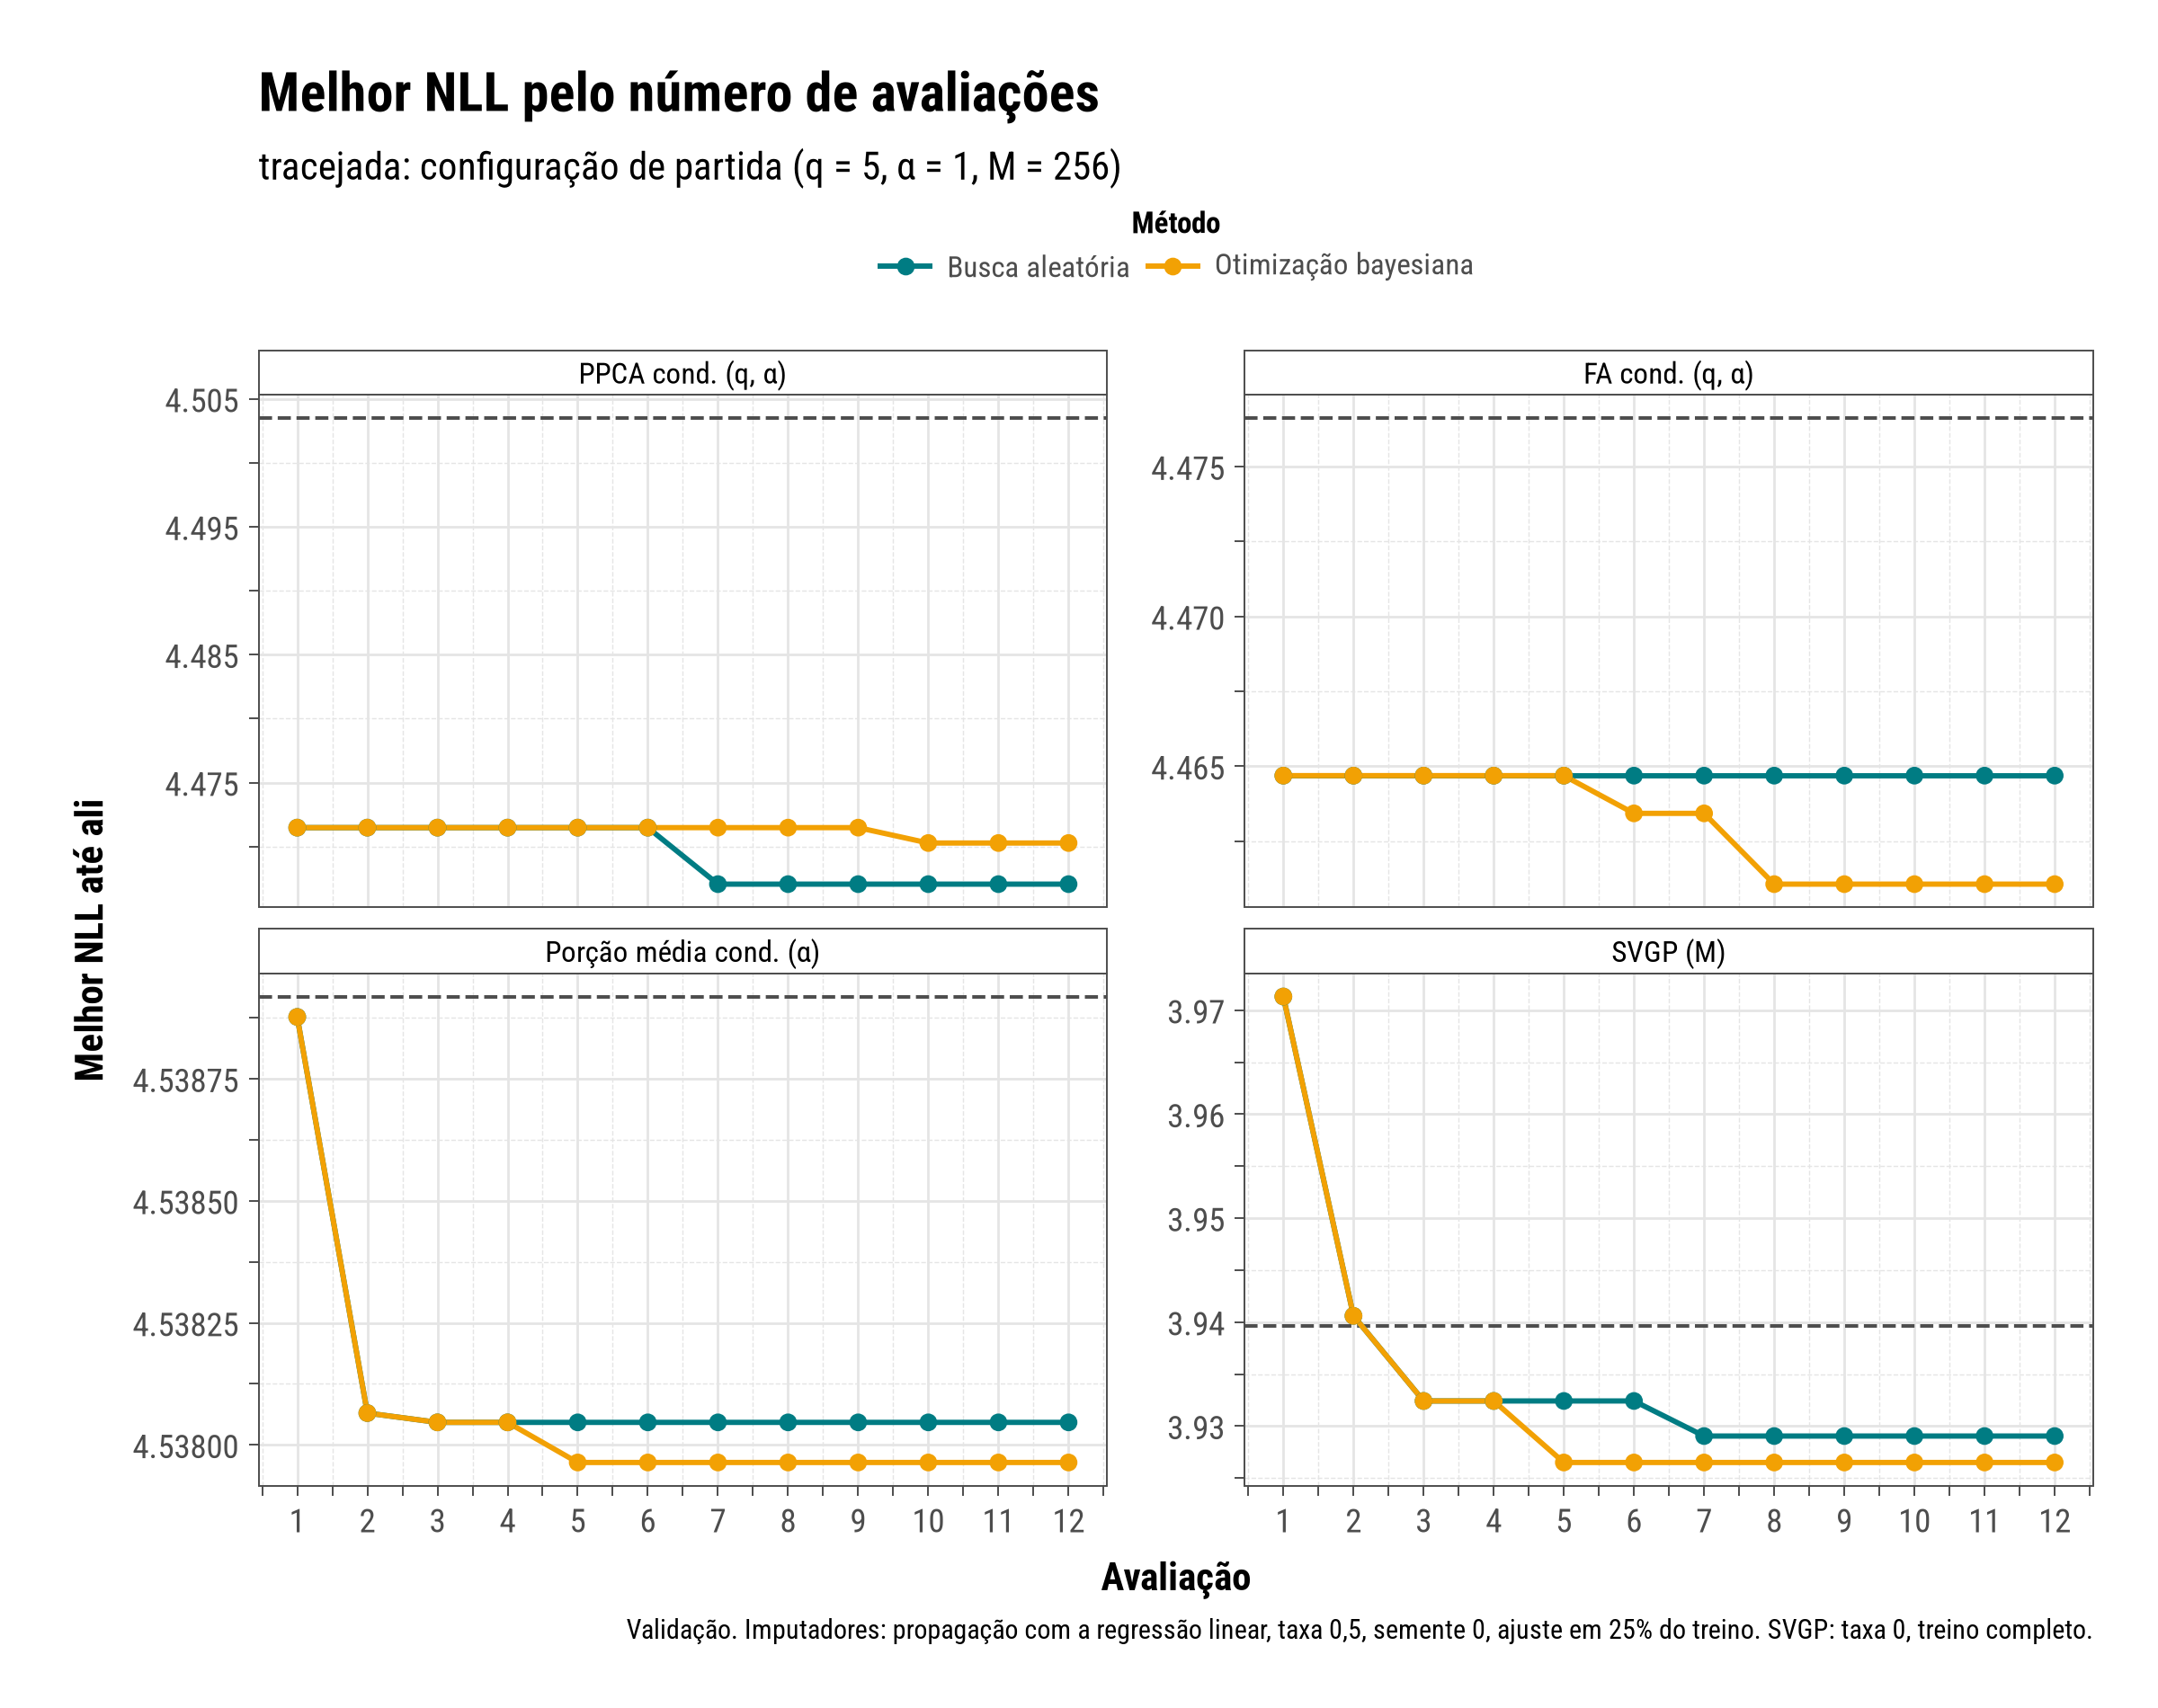 Melhor NLL pelo número de avaliações
tracejada: configuração de partida (q = 5, α = 1, M = 256)
Método
Busca aleatória
Otimização bayesiana
PPCA cond. (q, α)
FA cond. (q, α)
4.505
4.495
4.485
4.475
4.475
4.470
4.465
Porção média cond. (α)
SVGP (M)
4.53875
4.53850
4.53825
4.53800
3.97
3.96
3.95
3.94
3.93
1 2 3 4 5 6 7 8 9 10 11 12
1 2 3 4 5 6 7 8 9 10 11 12
Melhor NLL até ali
Avaliação
Validação. Imputadores: propagação com a regressão linear, taxa 0,5, semente 0, ajuste em 25% do treino. SVGP: taxa 0, treino completo.